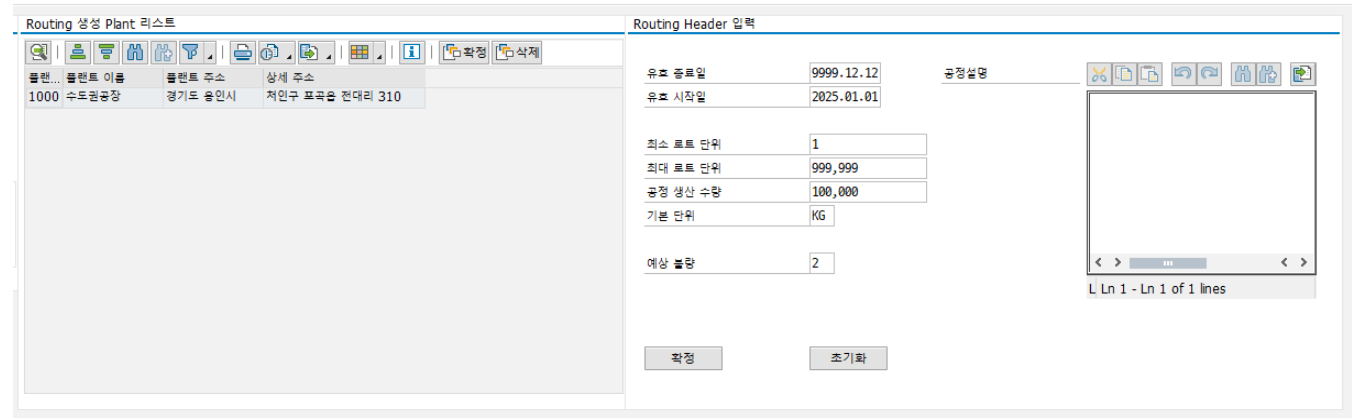 Routing 생성 Plant 리스트
확정 삭제
플랜... 플랜트 이름 플랜트 주소 상세 주소
1000 수도권공장 경기도 용인시 처인구 포곡읍 전대리 310
Routing Header 입력
유효 종료일 9999.12.12 공정설명
유효 시작일 2025.01.01
최소 로트 단위 1
최대 로트 단위 999,999
공정 생산 수량 100,000
기본 단위 KG
예상 불량 2
L Ln 1 - Ln 1 of 1 lines
확정 초기화